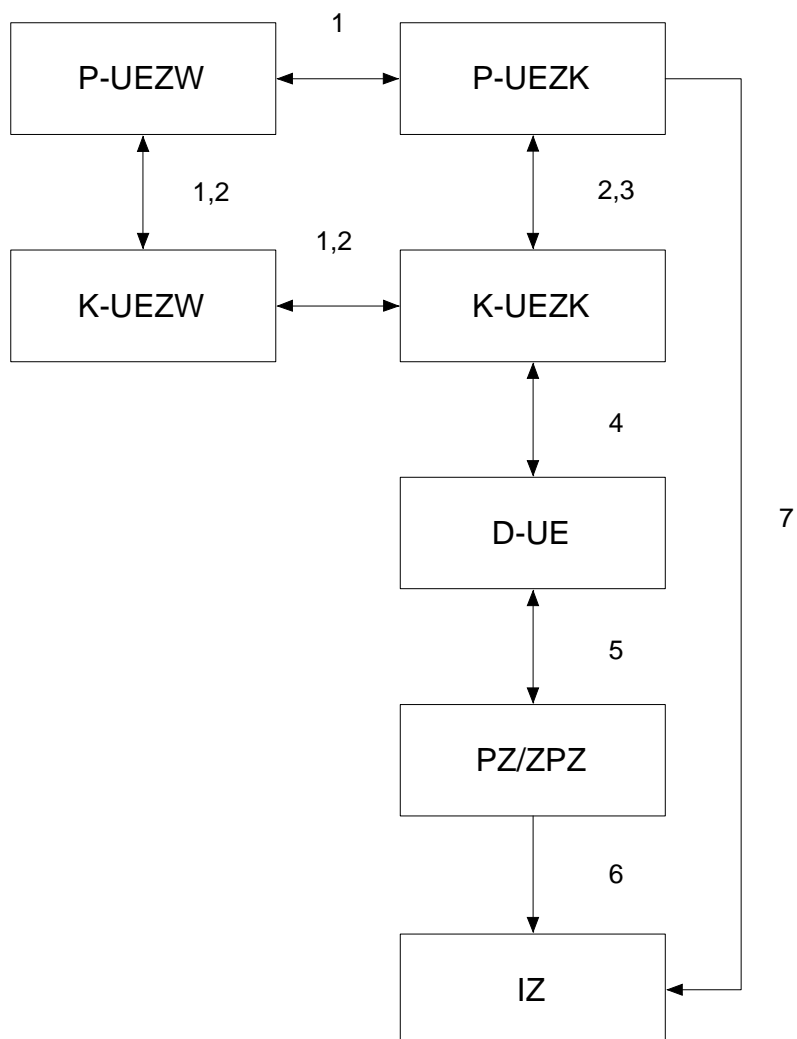 1
P-UEZW
P-UEZK
1,2
2,3
1,2
K-UEZW
K-UEZK
4
D-UE
7
5
PZ/ZPZ
6
IZ